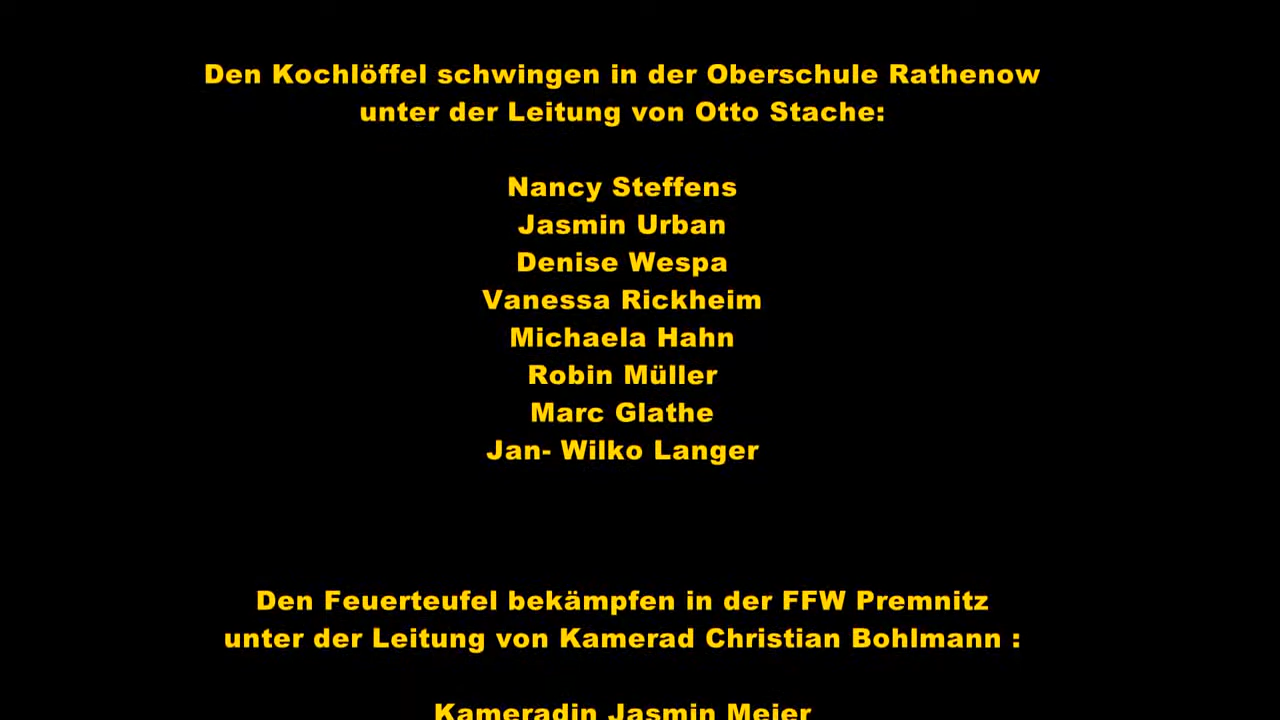 Den Kochlöffel schwingen in der Oberschule Rathenow
unter der Leitung von Otto Stache:
Nancy Steffens
Jasmin Urban
Denise Wespa
Vanessa Rickheim
Michaela Hahn
Robin Müller
Marc Glathe
Jan- Wilko Langer
Den Feuerteufel bekämpfen in der FFW Premnitz
unter der Leitung von Kamerad Christian Bohlmann :
Kameradin Jasmin Meier